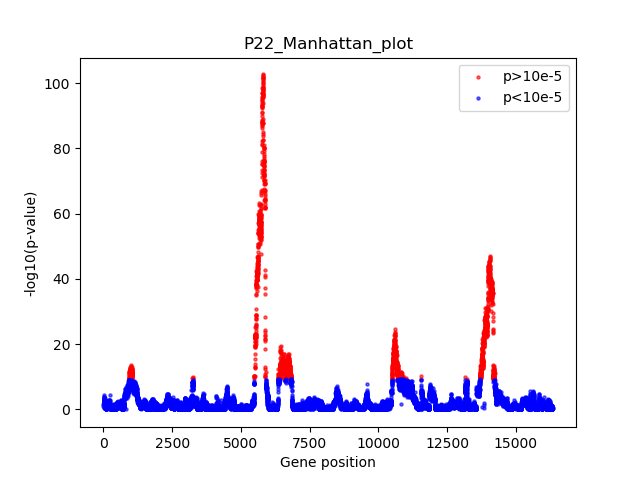 P22_Manhattan_plot
p>10e-5
p<10e-5
100
80
60
40
20
0
-log10(p-value)
0 2500 5000 7500 10000 12500 15000
Gene position